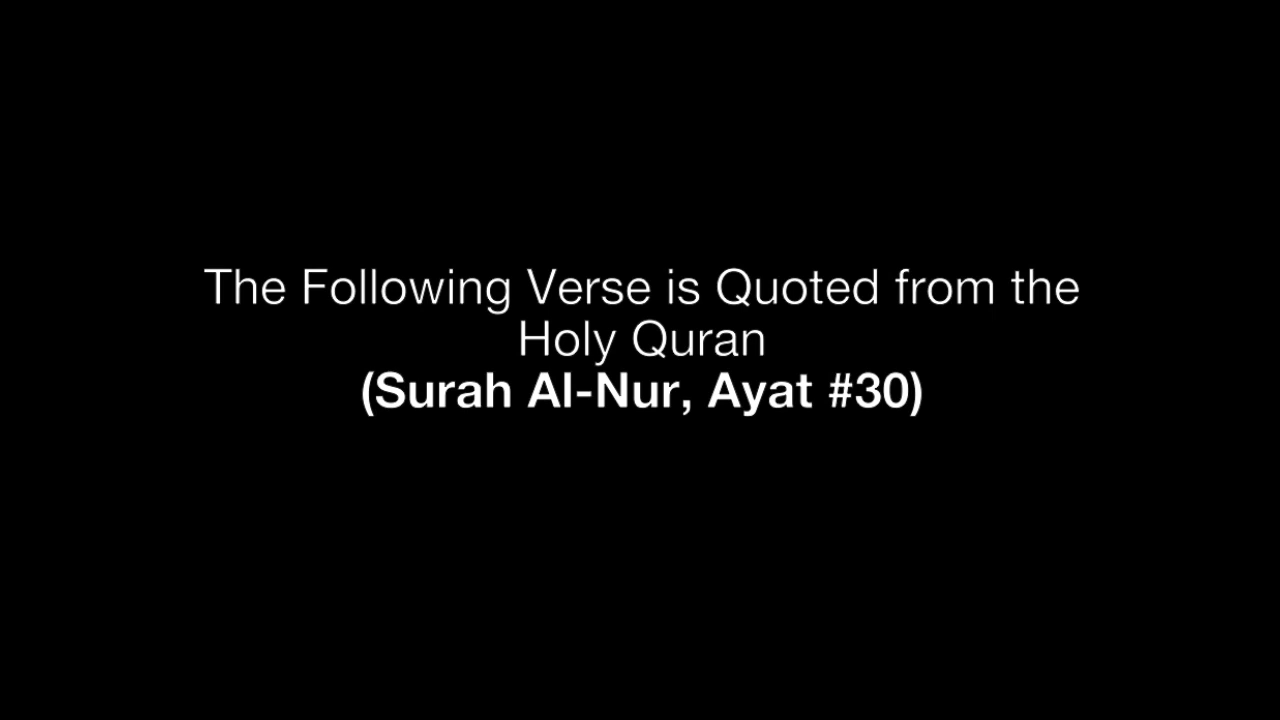 The Following Verse is Quoted from the
Holy Quran
(Surah Al-Nur, Ayat #30)